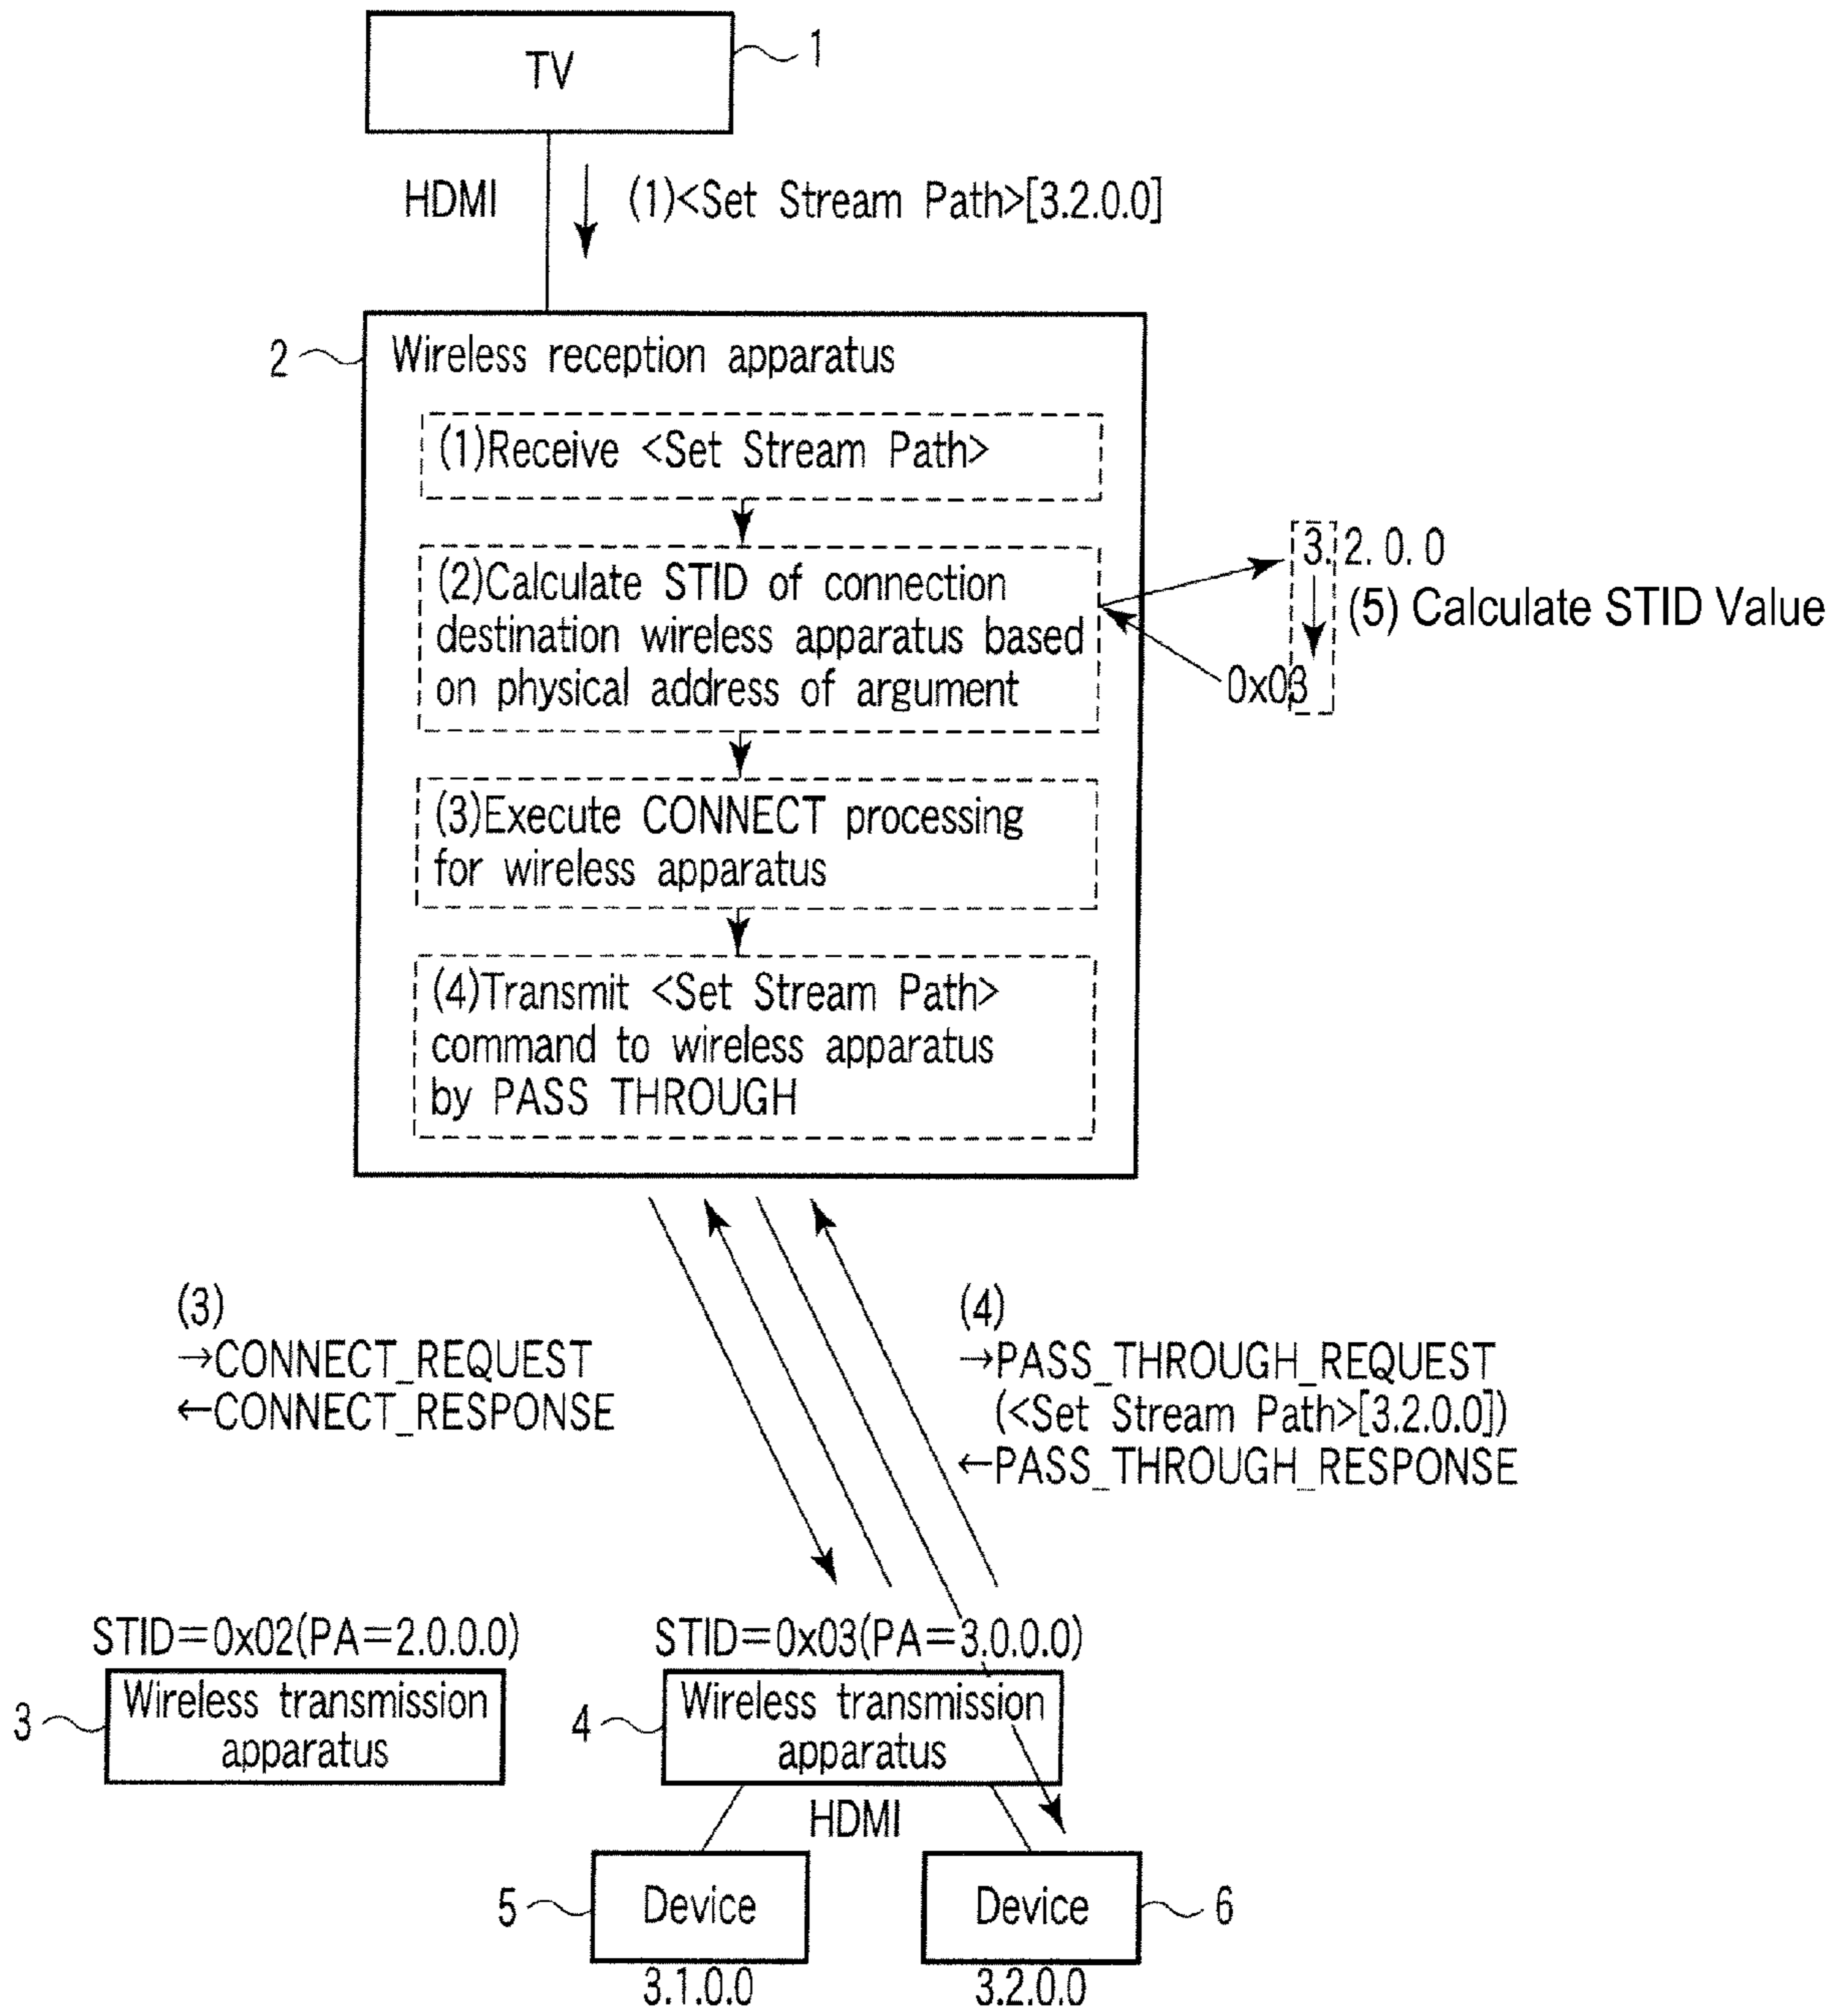 TV
1
HDMI
(1)<Set Stream Path>[3.2.0.0]
2
Wireless reception apparatus
(1)Receive <Set Stream Path>
(2)Calculate STID of connection
destination wireless apparatus based
on physical address of argument
3.2.0.0
(5) Calculate STID Value
0x03
(3)Execute CONNECT processing
for wireless apparatus
(4)Transmit <Set Stream Path>
command to wireless apparatus
by PASS THROUGH
(3)
→CONNECT_REQUEST
←CONNECT_RESPONSE
(4)
→PASS_THROUGH_REQUEST
(<Set Stream Path>[3.2.0.0])
←PASS_THROUGH_RESPONSE
STID=0x02(PA=2.0.0.0)
3
Wireless transmission
apparatus
STID=0x03(PA=3.0.0.0)
4
Wireless transmission
apparatus
HDMI
5
Device
3.1.0.0
Device
6
3.2.0.0